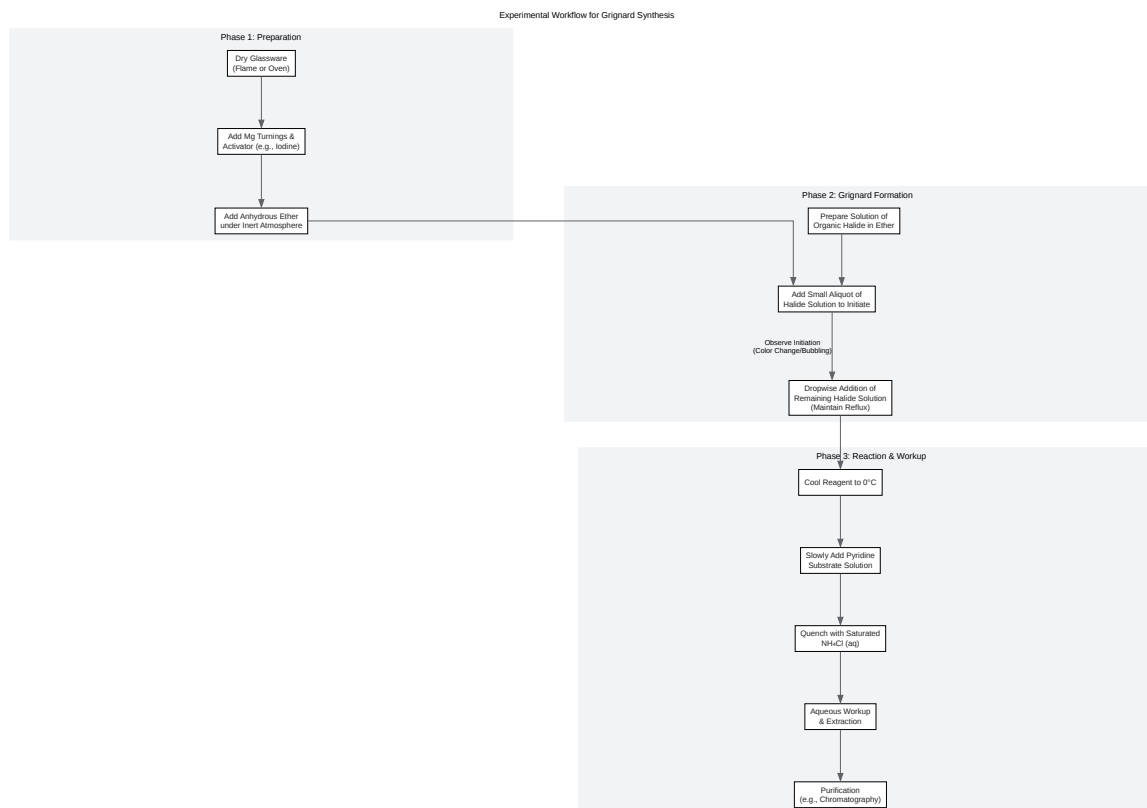 Experimental Workflow for Grignard Synthesis
Phase 1: Preparation
Dry Glassware
(Flame or Oven)
Add Mg Turnings &
Activator (e.g., Iodine)
Add Anhydrous Ether
under Inert Atmosphere
Phase 2: Grignard Formation
Prepare Solution of
Organic Halide in Ether
Add Small Aliquot of
Halide Solution to Initiate
Observe Initiation
(Color Change/Bubbling)
Dropwise Addition of
Remaining Halide Solution
(Maintain Reflux)
Phase 3: Reaction & Workup
Cool Reagent to 0°C
Slowly Add Pyridine
Substrate Solution
Quench with Saturated
NH₄Cl (aq)
Aqueous Workup
& Extraction
Purification
(e.g., Chromatography)